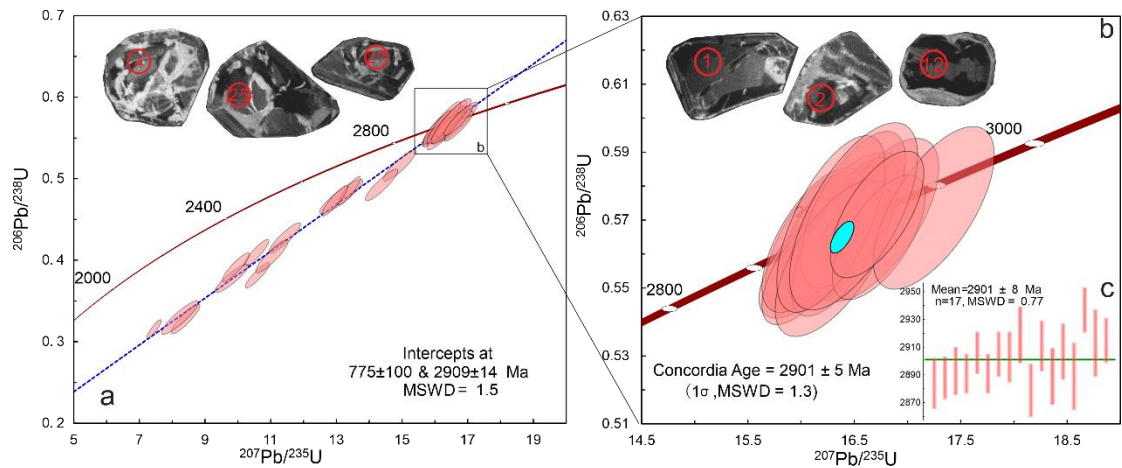 0.7
0.6
0.5
0.4
0.3
0.2
206Pb/238U
5
7
9
11
13
15
17
19
207Pb/235U
2000
2400
2800
25
b
Intercepts at
775±100 & 2909±14 Ma
MSWD = 1.5
a
0.63
0.61
0.59
0.57
0.55
0.53
0.51
206Pb/238U
14.5
15.5
16.5
17.5
18.5
207Pb/235U
1
2
12
b
3000
2800
Concordia Age = 2901 ± 5 Ma
(1σ,MSWD = 1.3)
c
Mean=2901 ± 8 Ma
n=17, MSWD = 0.77
2950
2930
2910
2890
2870